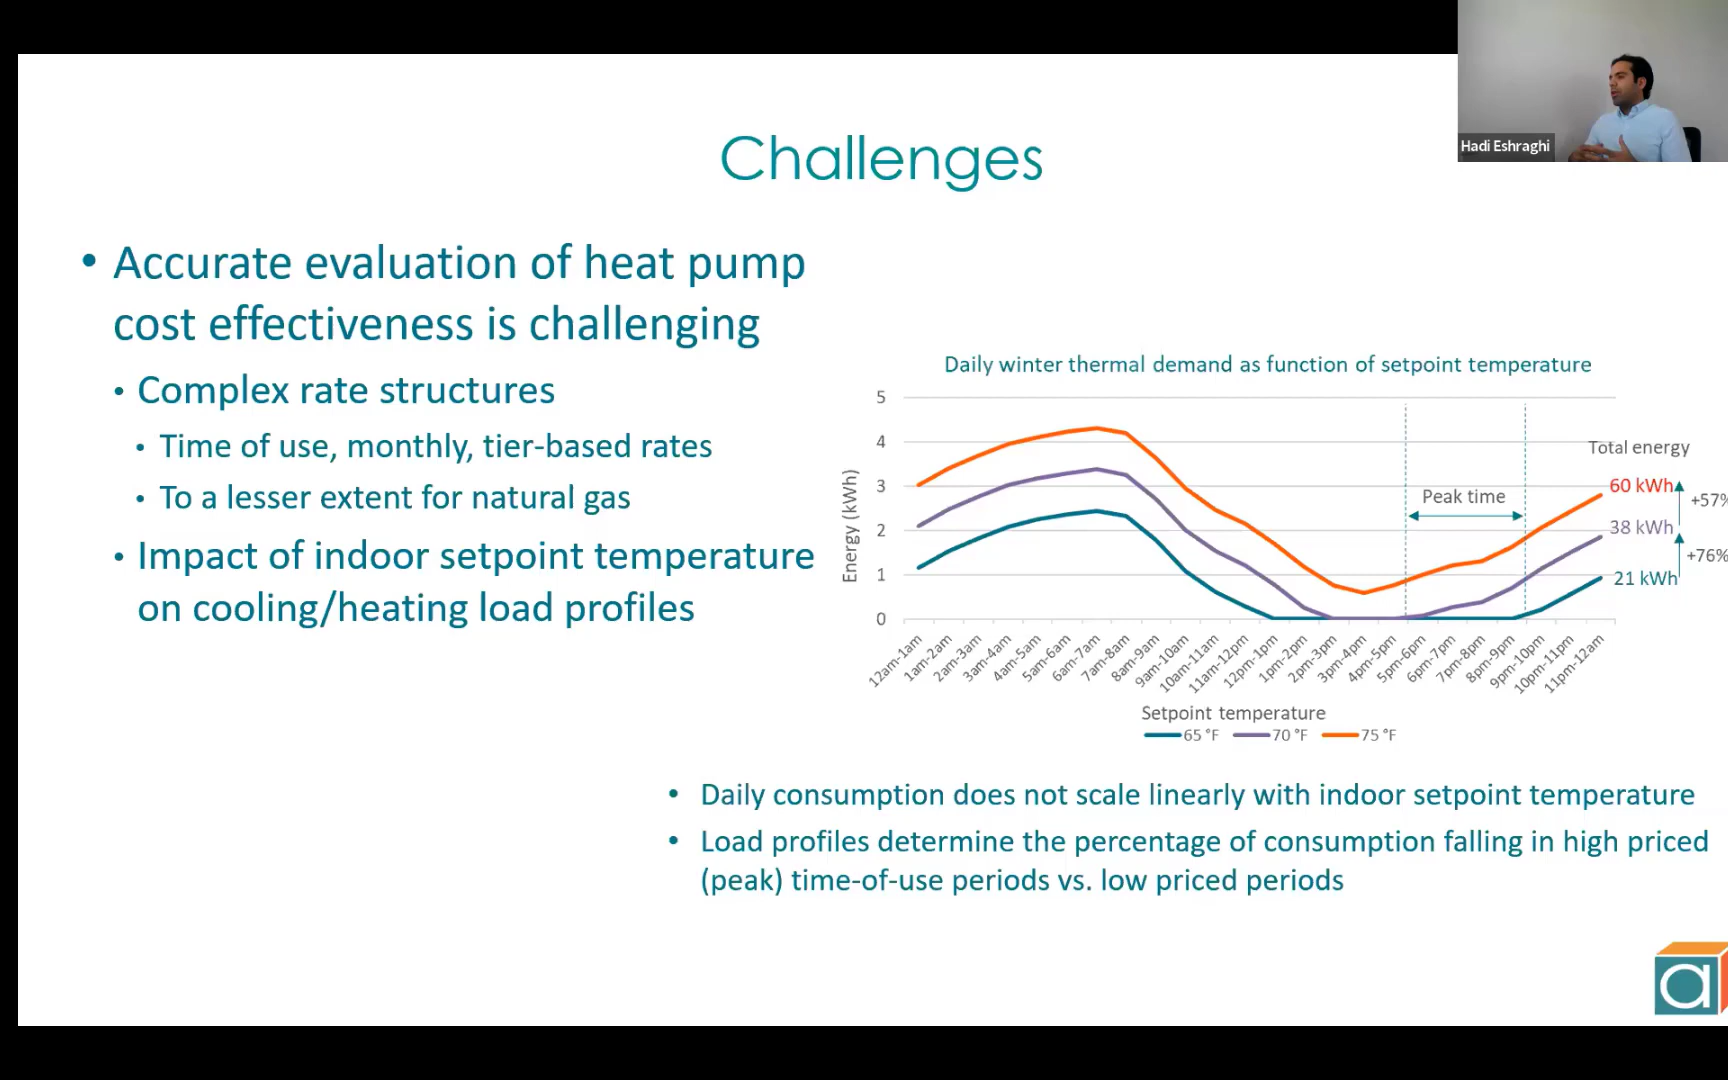 Hadi Eshraghi
Challenges
• Accurate evaluation of heat pump
cost effectiveness is challenging
• Complex rate structures
• Time of use, monthly, tier-based rates
• To a lesser extent for natural gas
• Impact of indoor setpoint temperature
on cooling/heating load profiles
Daily winter thermal demand as function of setpoint temperature
Energy (kWh)
5
4
3
2
1
0
Peak time
Total energy
60 kWh
+57%
38 kWh
+76%
21 kWh
12am-1am
1am-2am
2am-3am
3am-4am
4am-5am
5am-6am
6am-7am
7am-8am
8am-9am
9am-10am
10am-11am
11am-12pm
12pm-1pm
1pm-2pm
2pm-3pm
3pm-4pm
4pm-5pm
5pm-6pm
6pm-7pm
7pm-8pm
8pm-9pm
9pm-10pm
10pm-11pm
11pm-12am
Setpoint temperature
65 °F 70 °F 75 °F
• Daily consumption does not scale linearly with indoor setpoint temperature
• Load profiles determine the percentage of consumption falling in high priced
(peak) time-of-use periods vs. low priced periods
a